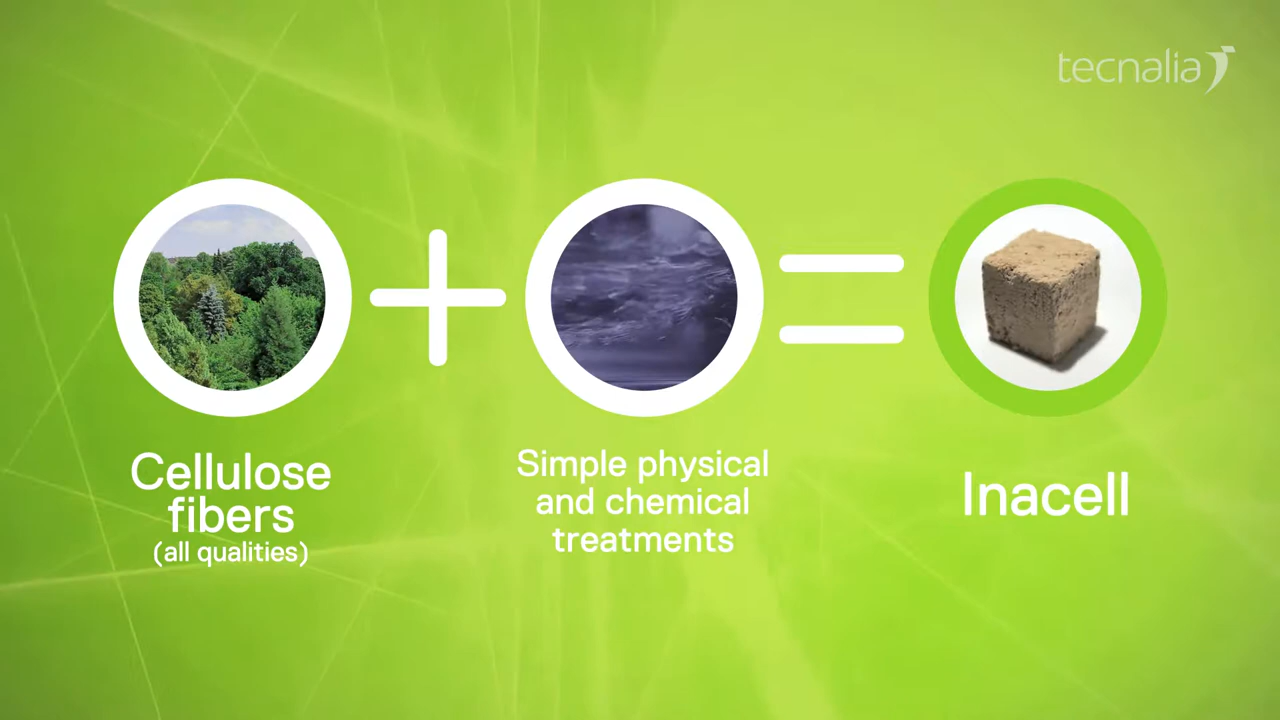 tecnalia
Cellulose
fibers
(all qualities)
Simple physical
and chemical
treatments
Inacell